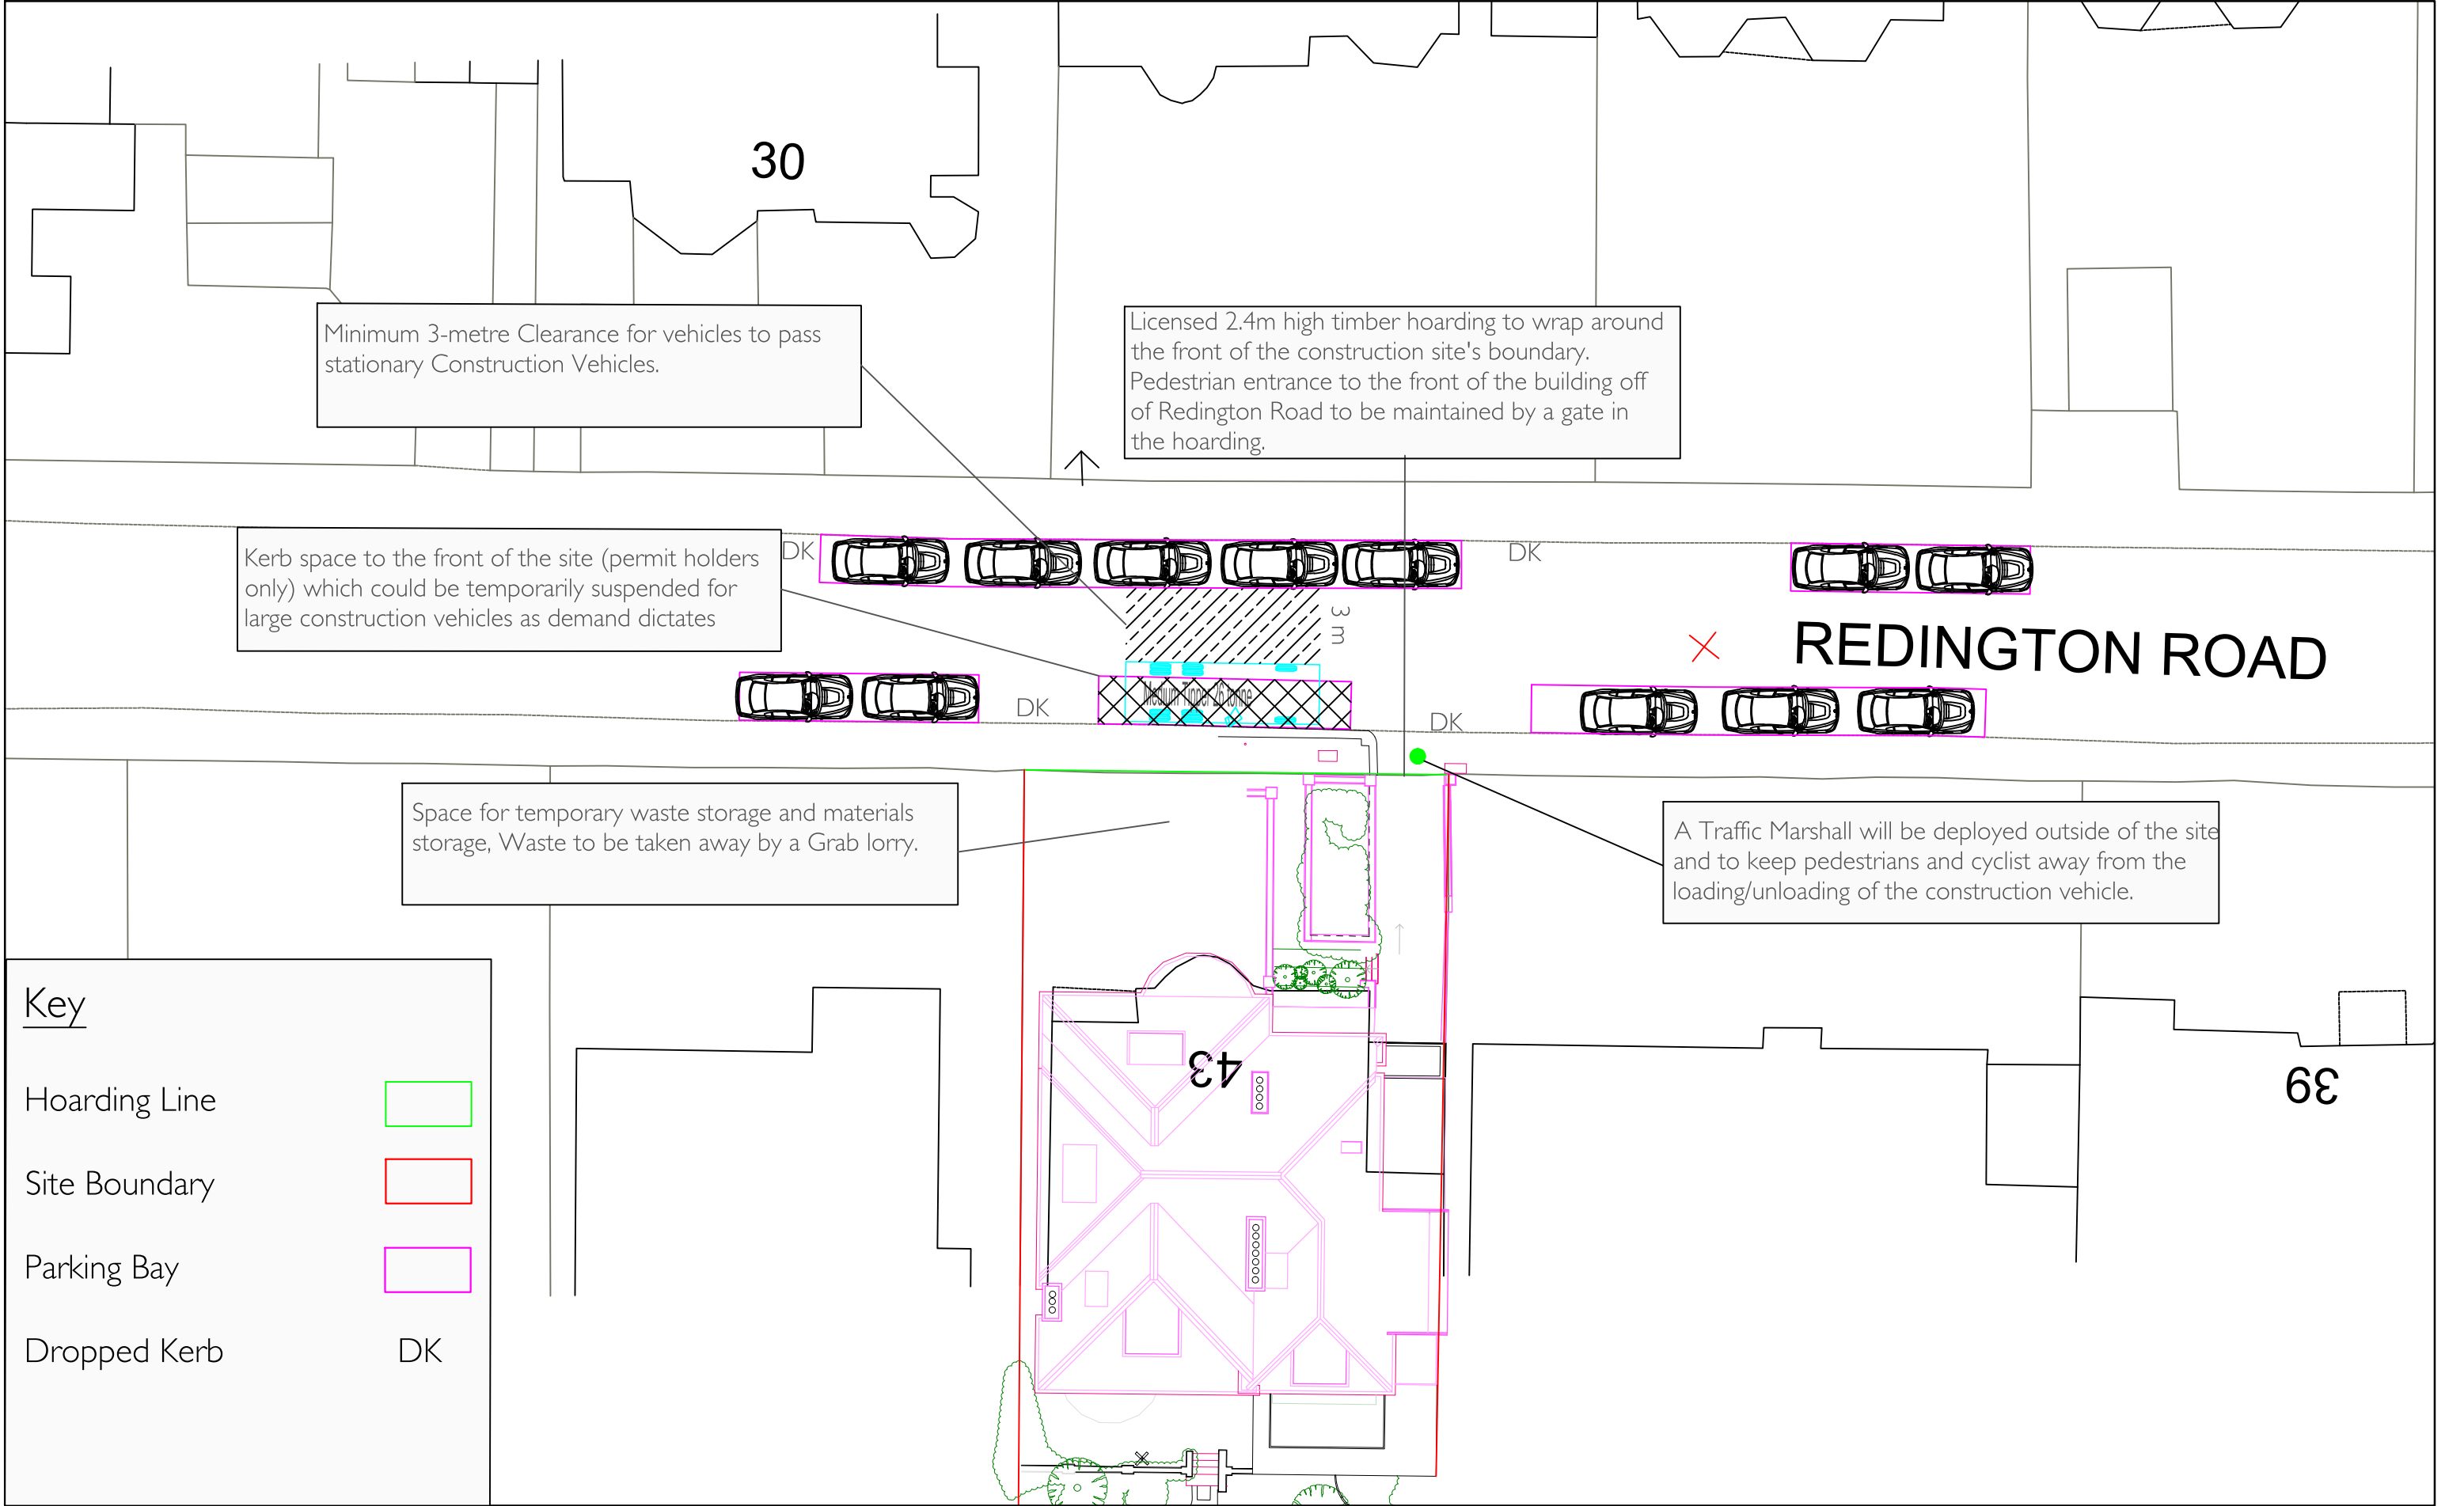 30
Minimum 3-metre Clearance for vehicles to pass
stationary Construction Vehicles.
Licensed 2.4m high timber hoarding to wrap around
the front of the construction site's boundary.
Pedestrian entrance to the front of the building off
of Redington Road to be maintained by a gate in
the hoarding.
Kerb space to the front of the site (permit holders
only) which could be temporarily suspended for
large construction vehicles as demand dictates
DK
DK
3 m
REDINGTON ROAD
Medium Tipper 26 tonne
DK
DK
Space for temporary waste storage and materials
storage, Waste to be taken away by a Grab lorry.
A Traffic Marshall will be deployed outside of the site
and to keep pedestrians and cyclist away from the
loading/unloading of the construction vehicle.
43
39
Key
Hoarding Line
Site Boundary
Parking Bay
Dropped Kerb DK